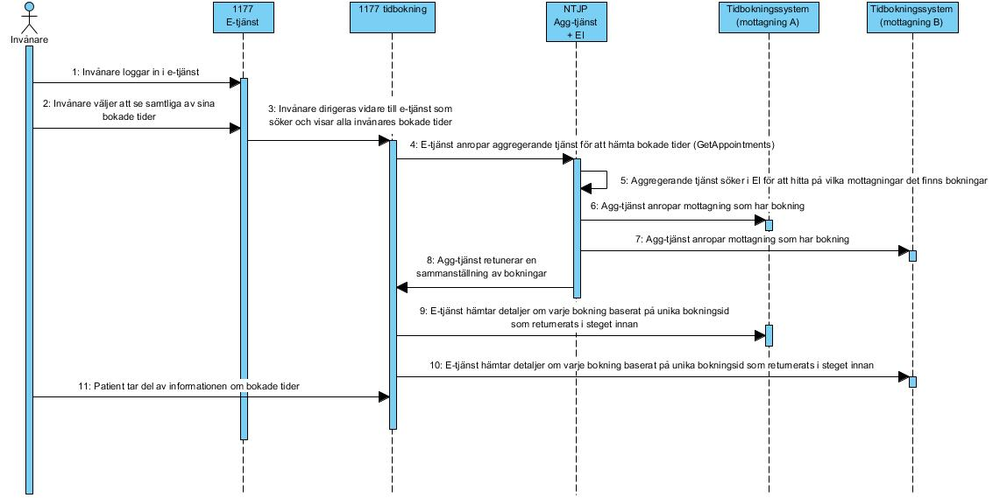 Invånare
1177
E-tjänst
1177 tidbokning
NTJP
Agg-tjänst
+ EI
Tidbokningssystem
(mottagning A)
Tidbokningssystem
(mottagning B)
1: Invånare loggar in i e-tjänst
2: Invånare väljer att se samtliga av sina
bokade tider
3: Invånare dirigeras vidare till e-tjänst som
söker och visar alla invånares bokade tider
4: E-tjänst anropar aggregerande tjänst för att hämta bokade tider (GetAppointments)
5: Aggregerande tjänst söker i EI för att hitta på vilka mottagningar det finns bokningar
6: Agg-tjänst anropar mottagning som har bokning
7: Agg-tjänst anropar mottagning som har bokning
8: Agg-tjänst retunerar en
sammanställning av bokningar
9: E-tjänst hämtar detaljer om varje bokning baserat på unika bokningsid
som returnerats i steget innan
10: E-tjänst hämtar detaljer om varje bokning baserat på unika bokningsid som returnerats i steget innan
11: Patient tar del av informationen om bokade tider